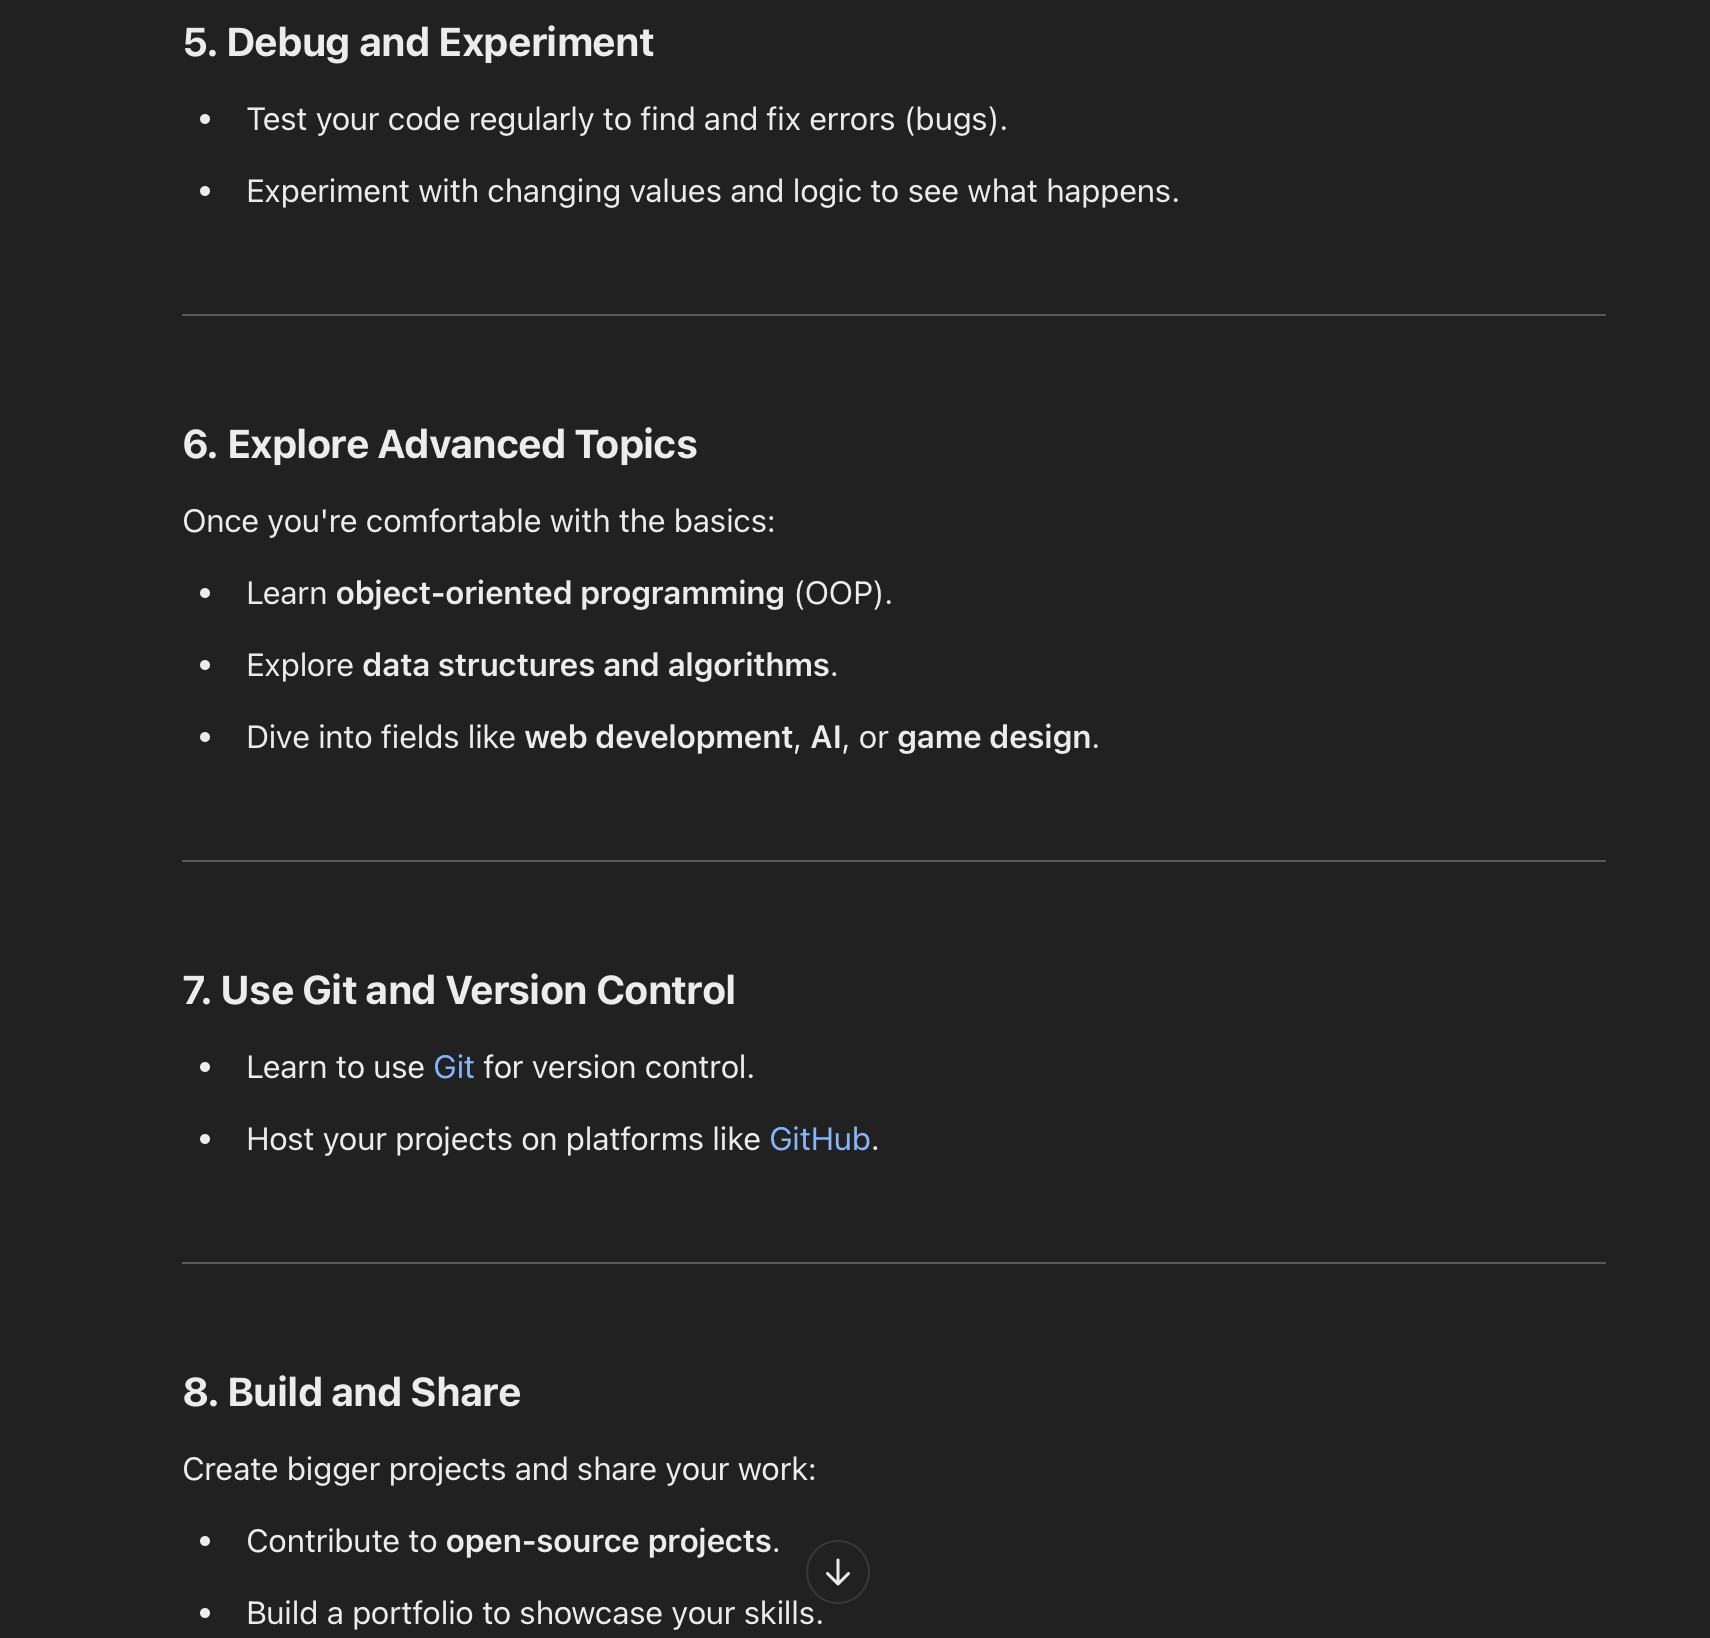 5. Debug and Experiment
• Test your code regularly to find and fix errors (bugs).
• Experiment with changing values and logic to see what happens.
6. Explore Advanced Topics
Once you're comfortable with the basics:
• Learn object-oriented programming (OOP).
• Explore data structures and algorithms.
• Dive into fields like web development, AI, or game design.
7. Use Git and Version Control
• Learn to use Git for version control.
• Host your projects on platforms like GitHub.
8. Build and Share
Create bigger projects and share your work:
• Contribute to open-source projects.
• Build a portfolio to showcase your skills.